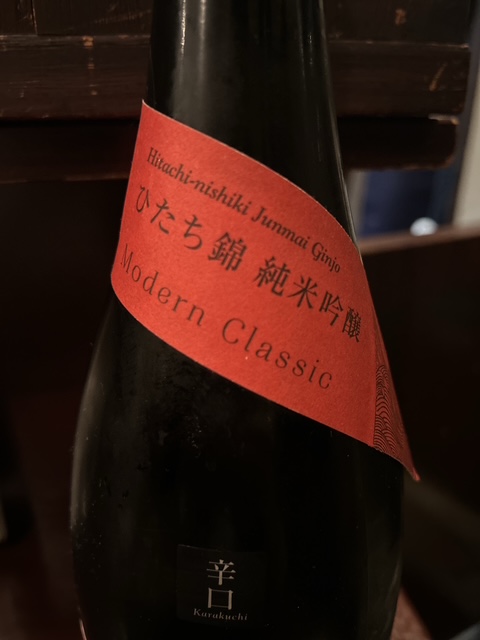 Hitachi-nishiki Junmai Ginjo
ひたち錦 純米吟醸
Modern Classic
辛口
Karakuchi